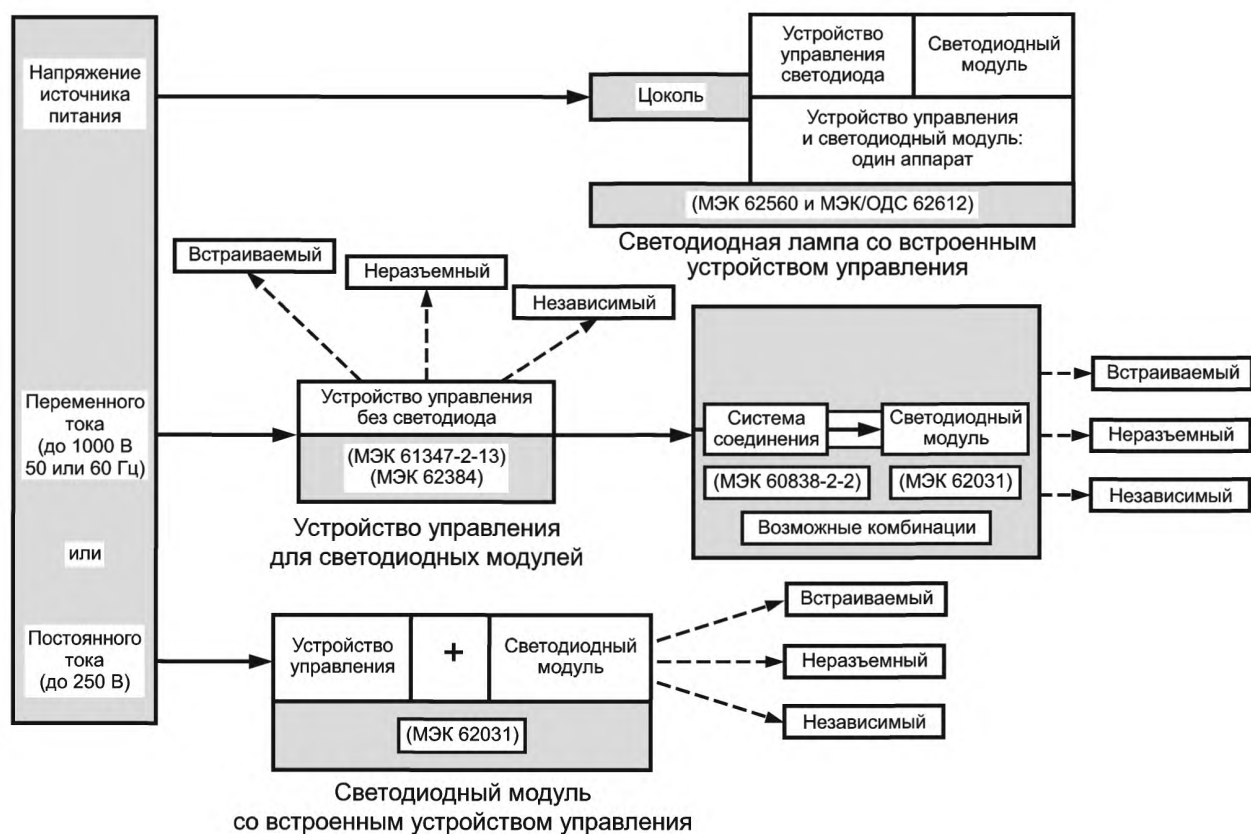 Напряжение
источника
питания
Переменного
тока
(до 1000 В
50 или 60 Гц)
или
Постоянного
тока
(до 250 В)
Цоколь
Устройство
управления
светодиода
Светодиодный
модуль
Устройство управления
и светодиодный модуль:
один аппарат
(МЭК 62560 и МЭК/ОДС 62612)
Светодиодная лампа со встроенным
устройством управления
Встраиваемый
Неразъемный
Независимый
Устройство управления
без светодиода
(МЭК 61347-2-13)
(МЭК 62384)
Устройство управления
для светодиодных модулей
Система
соединения
Светодиодный
модуль
(МЭК 60838-2-2)
(МЭК 62031)
Возможные комбинации
Встраиваемый
Неразъемный
Независимый
Устройство
управления
+
Светодиодный
модуль
(МЭК 62031)
Светодиодный модуль
со встроенным устройством управления
Встраиваемый
Неразъемный
Независимый